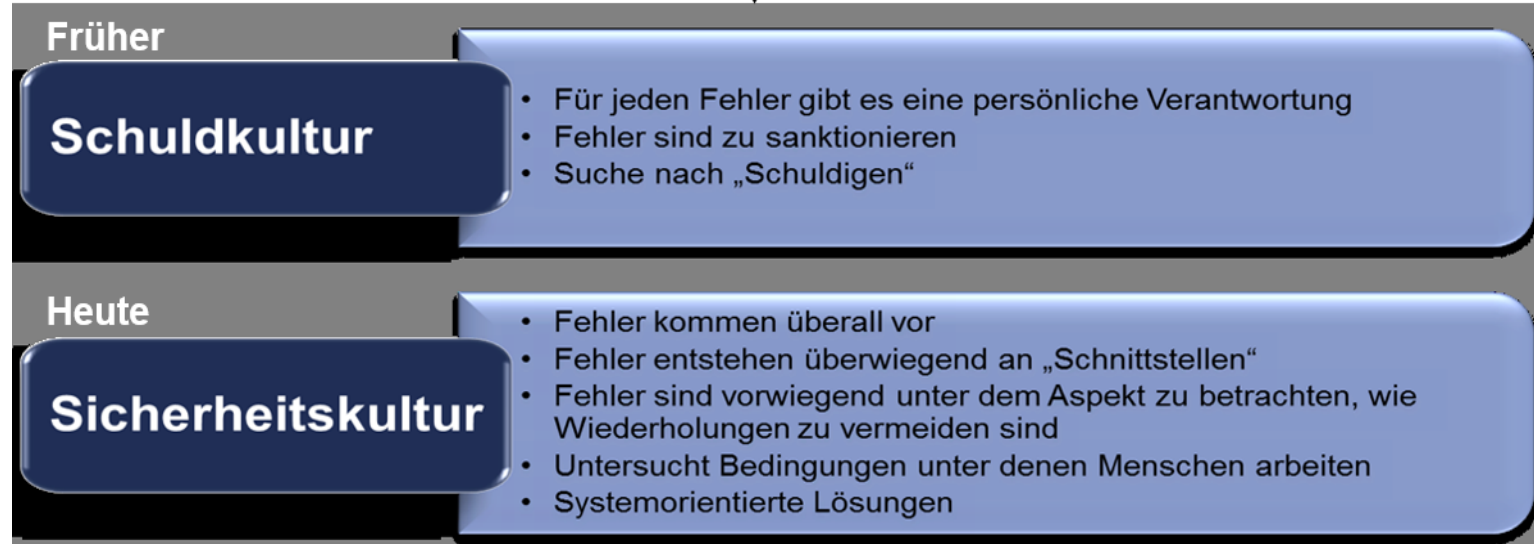 Früher
Schuldkultur
• Für jeden Fehler gibt es eine persönliche Verantwortung
• Fehler sind zu sanktionieren
• Suche nach „Schuldigen“
Heute
Sicherheitskultur
• Fehler kommen überall vor
• Fehler entstehen überwiegend an „Schnittstellen“
• Fehler sind vorwiegend unter dem Aspekt zu betrachten, wie
Wiederholungen zu vermeiden sind
• Untersucht Bedingungen unter denen Menschen arbeiten
• Systemorientierte Lösungen